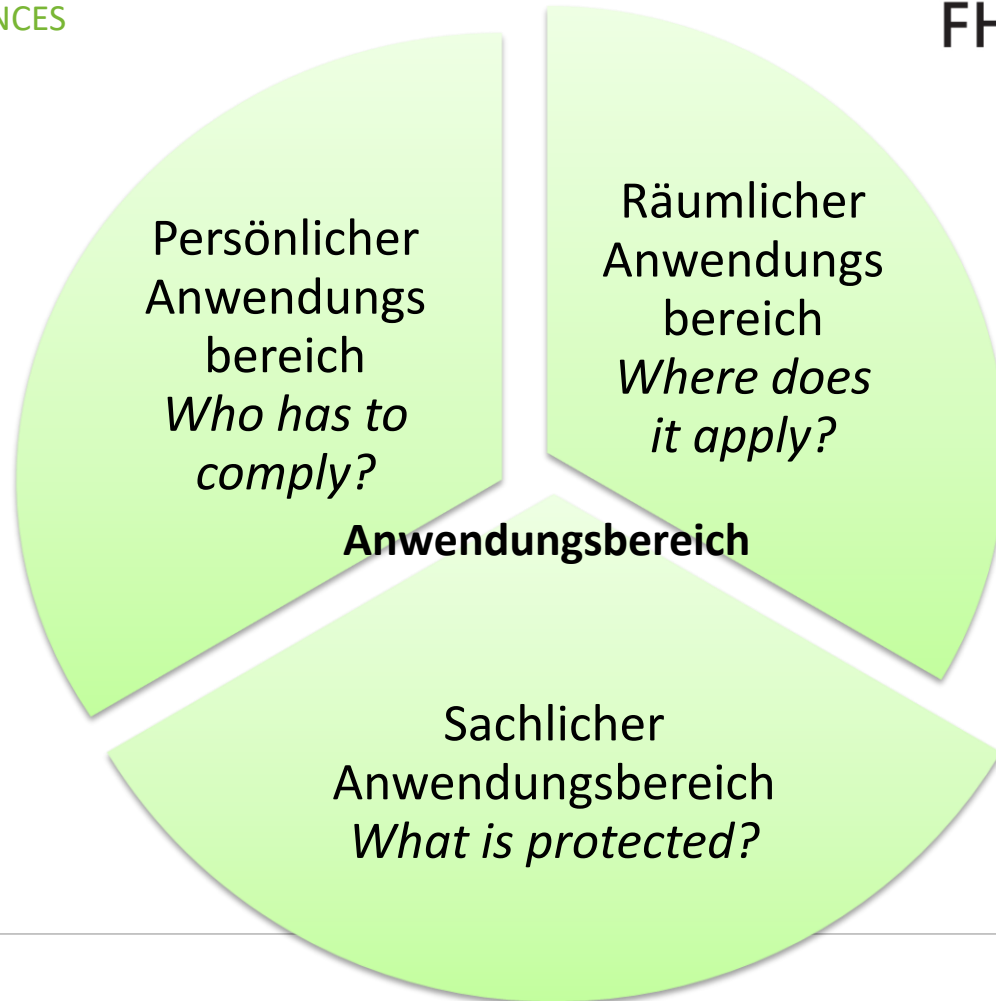 NCES
FH
Persönlicher
Anwendungs
bereich
Who has to
comply?
Räumlicher
Anwendungs
bereich
Where does
it apply?
Anwendungsbereich
Sachlicher
Anwendungsbereich
What is protected?